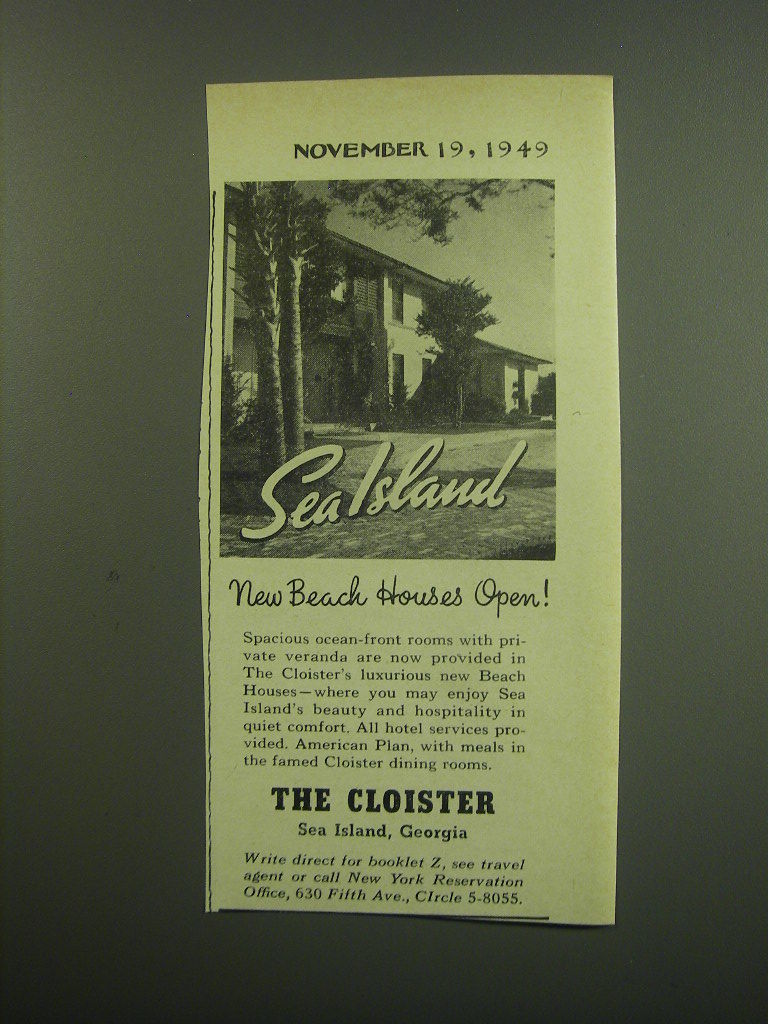 NOVEMBER 19, 1949
Sea Island
New Beach Houses Open!
Spacious ocean-front rooms with pri-
vate veranda are now provided in
The Cloister's luxurious new Beach
Houses—where you may enjoy Sea
Island's beauty and hospitality in
quiet comfort. All hotel services pro-
vided. American Plan, with meals in
the famed Cloister dining rooms.
THE CLOISTER
Sea Island, Georgia
Write direct for booklet Z, see travel
agent or call New York Reservation
Office, 630 Fifth Ave., CIrcle 5-8055.